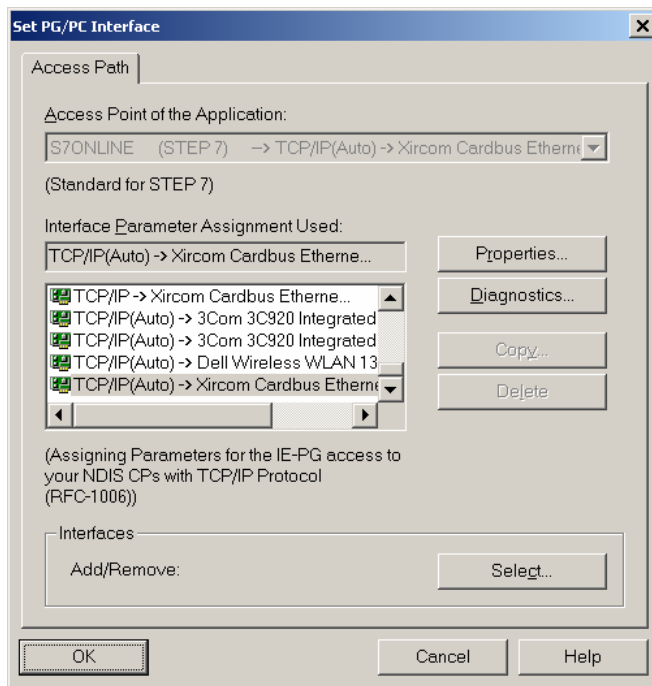 Set PG/PC Interface
Access Path
Access Point of the Application:
S7ONLINE (STEP 7) --> TCP/IP(Auto) -> Xircom Cardbus Etherne
(Standard for STEP 7)
Interface Parameter Assignment Used:
TCP/IP(Auto) -> Xircom Cardbus Etherne...
Properties...
TCP/IP -> Xircom Cardbus Etherne...
TCP/IP(Auto) -> 3Com 3C920 Integrated
TCP/IP(Auto) -> 3Com 3C920 Integrated
TCP/IP(Auto) -> Dell Wireless WLAN 13
TCP/IP(Auto) -> Xircom Cardbus Etherne
Diagnostics...
Copy...
Delete
(Assigning Parameters for the IE-PG access to
your NDIS CPs with TCP/IP Protocol
(RFC-1006))
Interfaces
Add/Remove:
Select...
OK
Cancel
Help